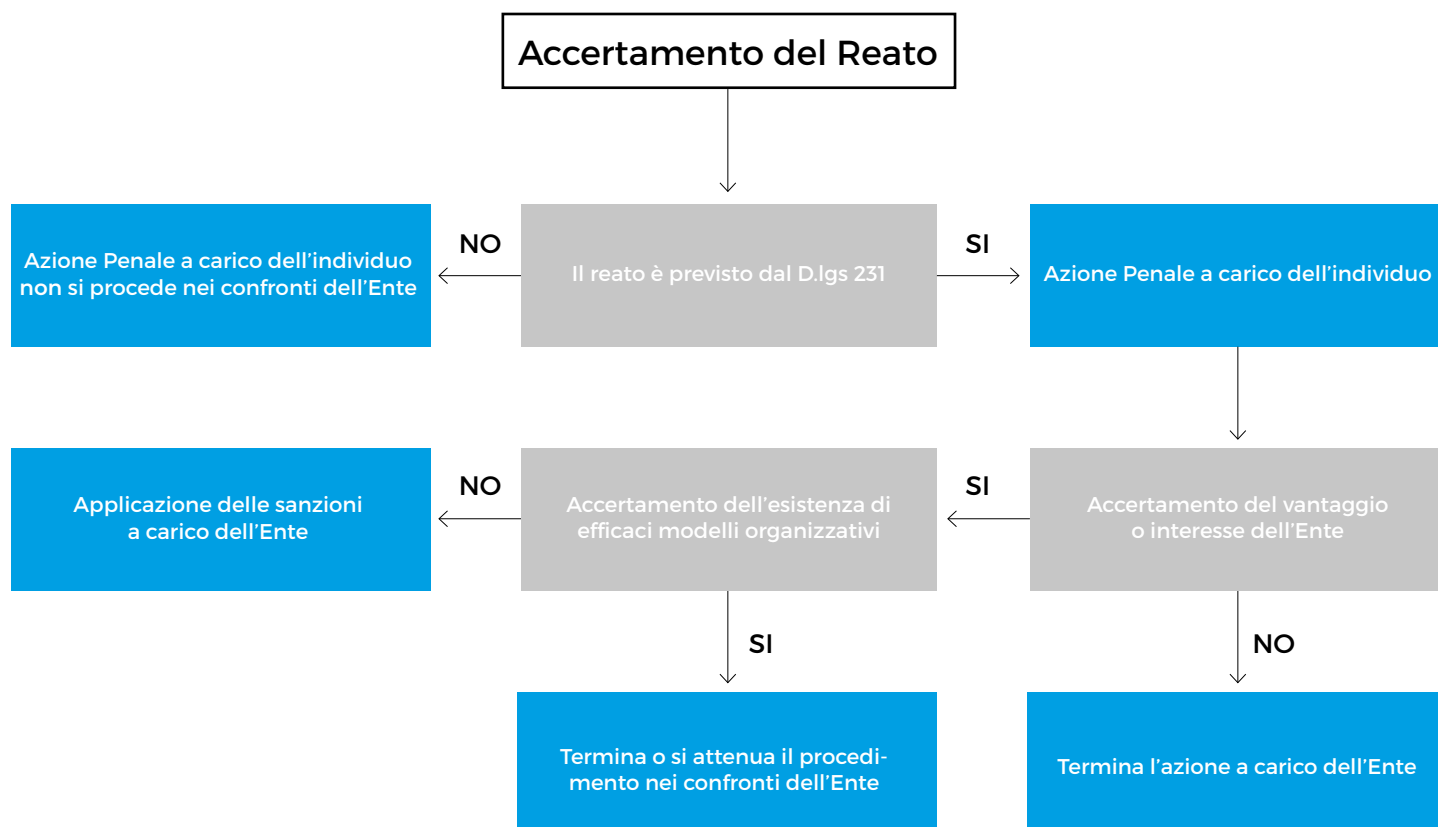 Accertamento del Reato
Azione Penale a carico dell'individuo
non si procede nei confronti dell'Ente
NO
Il reato è previsto dal D.lgs 231
SI
Azione Penale a carico dell'individuo
Applicazione delle sanzioni
a carico dell'Ente
NO
Accertamento dell'esistenza di
efficaci modelli organizzativi
SI
Accertamento del vantaggio
o interesse dell'Ente
SI
NO
Termina o si attenua il procedi-
mento nei confronti dell'Ente
Termina l'azione a carico dell'Ente